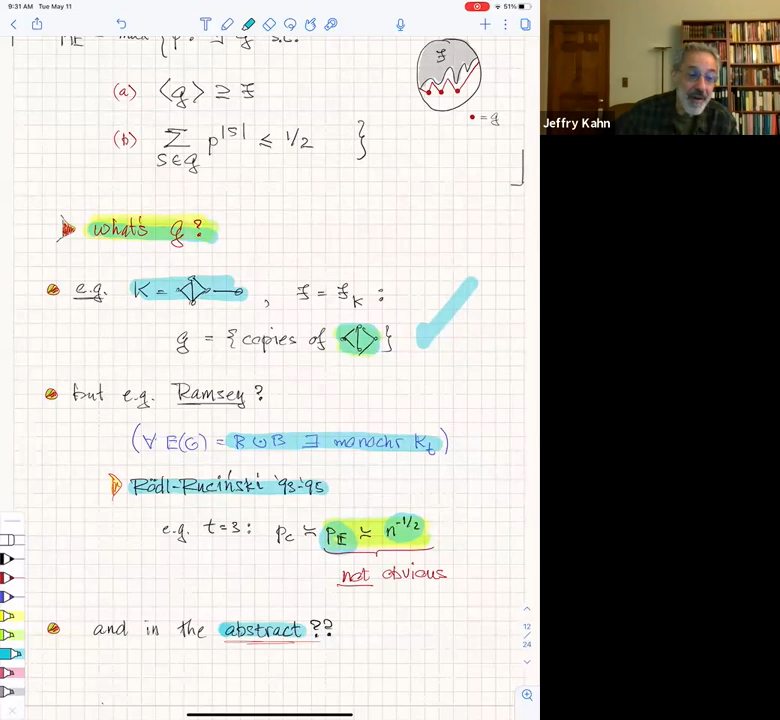 9:31 AM Tue May 11
51%
(a) ⟨g⟩ ⊇ F
(b) Σ p^|S| ≤ 1/2 }
S∈g
• = g
what's g?
e.g. K = , F = F_K :
g = {copies of }
but e.g. Ramsey?
(∀ E(G) = R ∪ B ∃ monochr K_t)
Rödl-Ruciński '93-'95
e.g. t=3: p_c ≍ p_E ≍ n^-1/2
not obvious
and in the abstract??
12
24
Jeffry Kahn